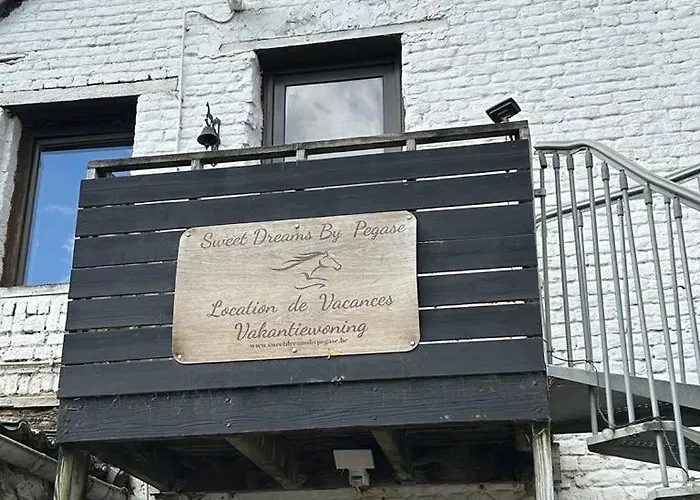 Sweet Dreams By Pegase
Location de Vacances
Vakantiewoning
www.sweetdreamsbypegase.be